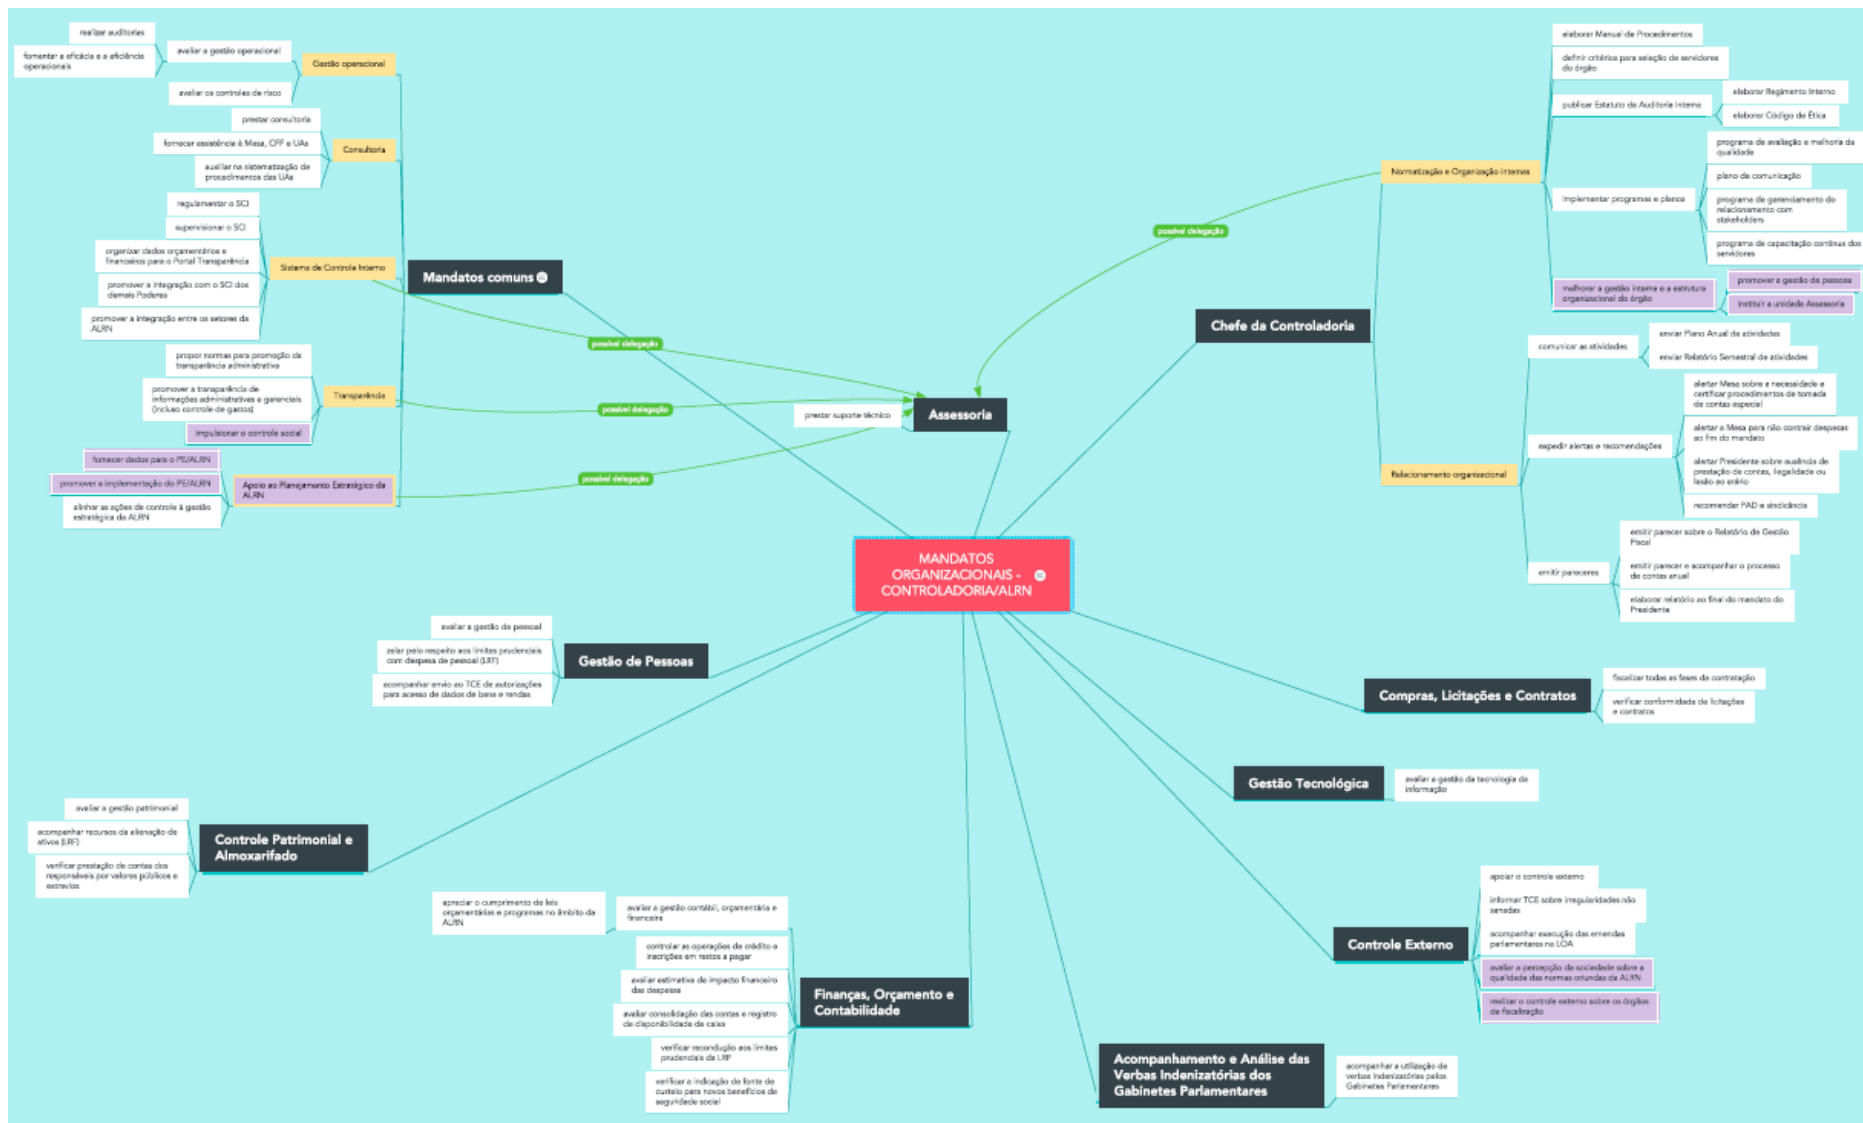 realizar auditorias
fomentar a eficácia e a eficiência
operacionais
avaliar a gestão operacional
avaliar os controles de risco
Gestão operacional
prestar consultoria
fornecer assistência à Mesa, CFF e UAs
auxiliar na sistematização de
procedimentos das UAs
Consultoria
regulamentar o SCI
supervisionar o SCI
organizar dados orçamentários e
financeiros para o Portal Transparência
promover a integração com o SCI dos
demais Poderes
promover a integração entre os setores da
ALRN
Sistema de Controle Interno
Mandatos comuns
propor normas para promoção da
transparência administrativa
promover a transparência de
informações administrativas e gerenciais
(incluso controle de gastos)
impulsionar o controle social
Transparência
fornecer dados para o PE/ALRN
promover a implementação do PE/ALRN
alinhar as ações de controle à gestão
estratégica da ALRN
Apoio ao Planejamento Estratégico da
ALRN
possível delegação
possível delegação
possível delegação
possível delegação
prestar suporte técnico
Assessoria
Chefe da Controladoria
Normatização e Organização internas
elaborar Manual de Procedimentos
definir critérios para seleção de servidores
do órgão
publicar Estatuto de Auditoria Interna
elaborar Regimento Interno
elaborar Código de Ética
implementar programas e planos
programa de avaliação e melhoria da
qualidade
plano de comunicação
programa de gerenciamento do
relacionamento com
stakeholders
programa de capacitação contínua dos
servidores
melhorar a gestão interna e a estrutura
organizacional do órgão
promover a gestão de pessoas
instituir a unidade Assessoria
Relacionamento organizacional
comunicar as atividades
enviar Plano Anual de atividades
enviar Relatório Semestral de atividades
expedir alertas e recomendações
alertar Mesa sobre a necessidade e
certificar procedimentos de tomada
de contas especial
alertar a Mesa para não contrair despesas
ao fim do mandato
alertar Presidente sobre ausência de
prestação de contas, ilegalidade ou
lesão ao erário
recomendar PAD e sindicância
emitir pareceres
emitir parecer sobre o Relatório de Gestão
Fiscal
emitir parecer e acompanhar o processo
de contas anual
elaborar relatório ao final do mandato do
Presidente
MANDATOS
ORGANIZACIONAIS -
CONTROLADORIA/ALRN
avaliar a gestão de pessoal
zelar pelo respeito aos limites prudenciais
com despesa de pessoal (LRF)
acompanhar envio ao TCE de autorizações
para acesso de dados de bens e rendas
Gestão de Pessoas
Compras, Licitações e Contratos
fiscalizar todas as fases da contratação
verificar conformidade de licitações
e contratos
Gestão Tecnológica
avaliar a gestão da tecnologia da
informação
avaliar a gestão patrimonial
acompanhar recursos da alienação de
ativos (LRF)
verificar prestação de contas dos
responsáveis por valores públicos e
extravios
Controle Patrimonial e
Almoxarifado
apreciar o cumprimento de leis
orçamentárias e programas no âmbito da
ALRN
avaliar a gestão contábil, orçamentária e
financeira
controlar as operações de crédito e
inscrições em restos a pagar
avaliar estimativa de impacto financeiro
das despesas
avaliar consolidação das contas e registro
de disponibilidade de caixa
verificar recondução aos limites
prudenciais da LRF
verificar a indicação de fonte de
custeio para novos benefícios de
seguridade social
Finanças, Orçamento e
Contabilidade
Controle Externo
apoiar o controle externo
informar TCE sobre irregularidades não
sanadas
acompanhar execução das emendas
parlamentares na LOA
avaliar a percepção da sociedade sobre a
qualidade das normas oriundas da ALRN
realizar o controle externo sobre os órgãos
de fiscalização
Acompanhamento e Análise das
Verbas Indenizatórias dos
Gabinetes Parlamentares
acompanhar a utilização de
verbas indenizatórias pelos
Gabinetes Parlamentares